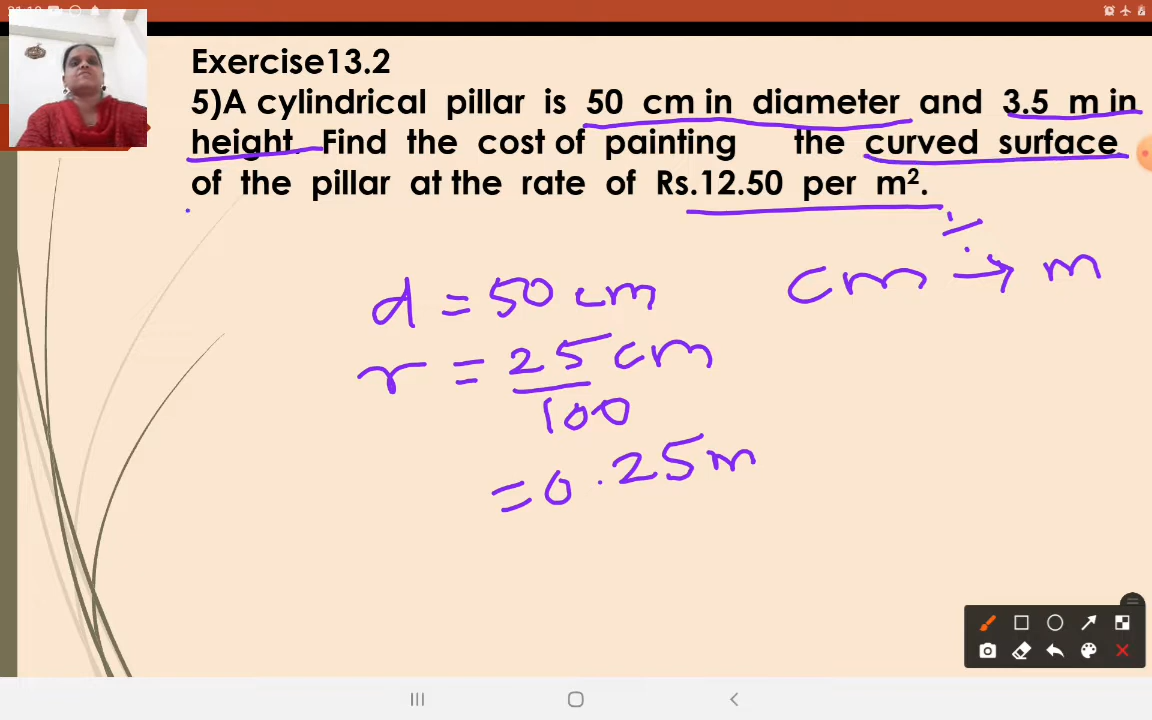 21:19
Exercise13.2
5)A cylindrical pillar is 50 cm in diameter and 3.5 m in
height. Find the cost of painting the curved surface
of the pillar at the rate of Rs.12.50 per m².
cm → m
d = 50 cm
r = 25 cm
100
= 0.25 m